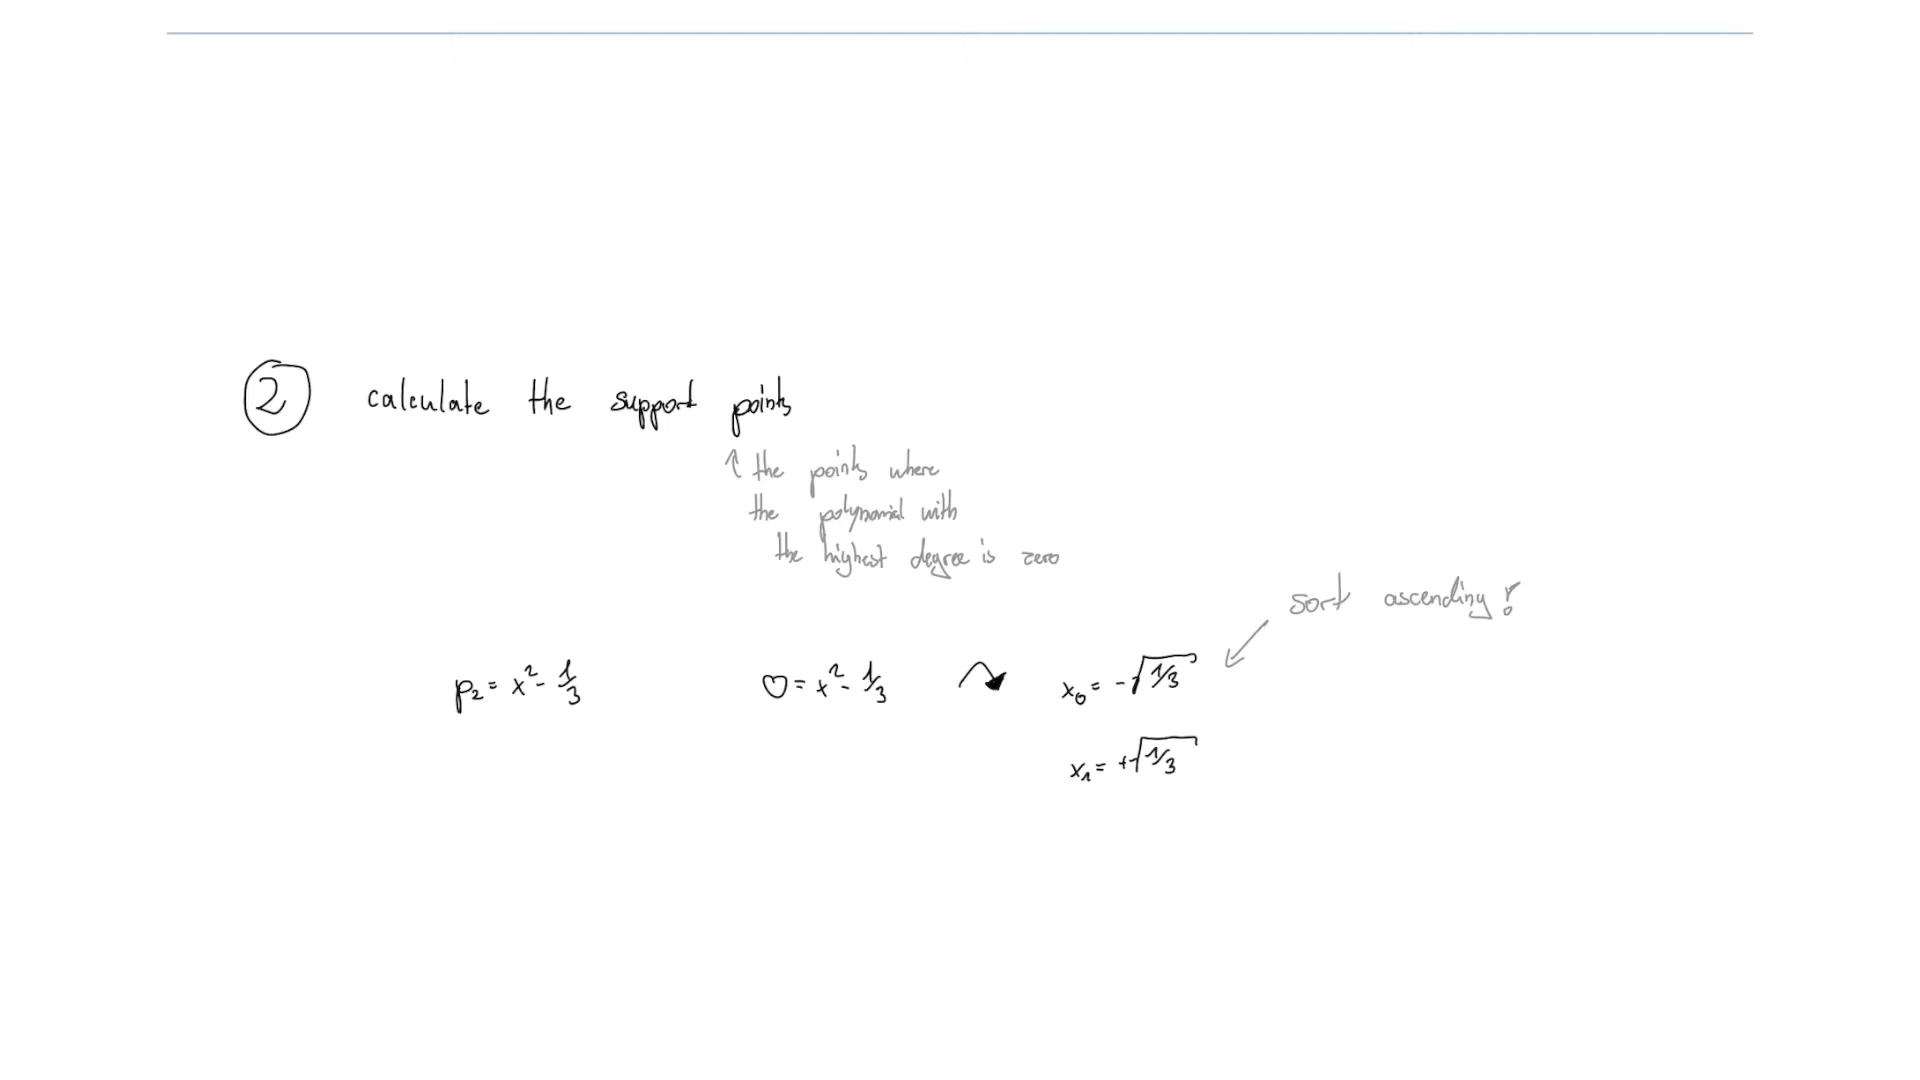 ② calculate the support points
↑ the points where
the polynomial with
the highest degree is zero
sort ascending!
p₂ = x² - 1/3    0 = x² - 1/3    ↷    x₀ = -√1/3
x₁ = +√1/3